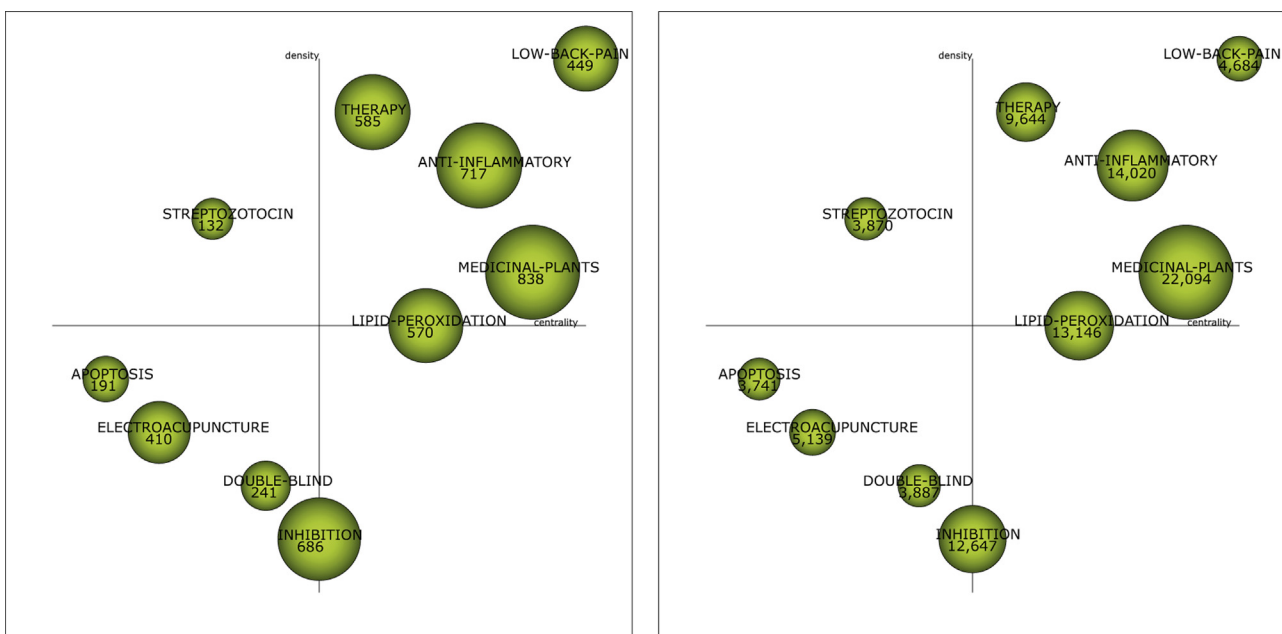 density
LOW-BACK-PAIN
449
THERAPY
585
ANTI-INFLAMMATORY
717
STREPTOZOTOCIN
132
MEDICINAL-PLANTS
838
LIPID-PEROXIDATION
570
centrality
APOPTOSIS
191
ELECTROACUPUNCTURE
410
DOUBLE-BLIND
241
INHIBITION
686
density
LOW-BACK-PAIN
4,684
THERAPY
9,644
ANTI-INFLAMMATORY
14,020
STREPTOZOTOCIN
3,870
MEDICINAL-PLANTS
22,094
LIPID-PEROXIDATION
13,146
centrality
APOPTOSIS
3,741
ELECTROACUPUNCTURE
5,139
DOUBLE-BLIND
3,887
INHIBITION
12,647